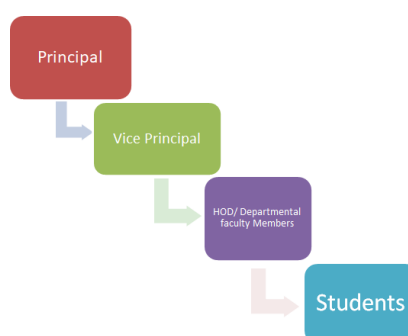 Principal
Vice Principal
HOD/ Departmental
faculty Members
Students